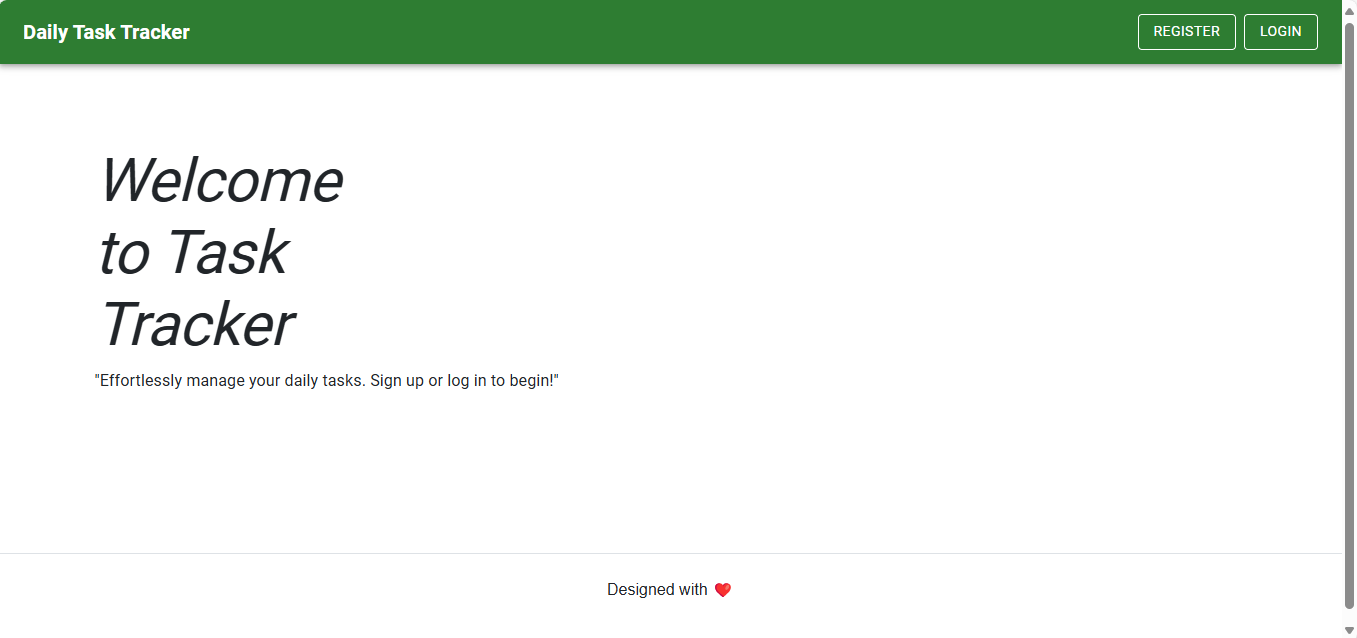 Daily Task Tracker
REGISTER
LOGIN
Welcome
to Task
Tracker
"Effortlessly manage your daily tasks. Sign up or log in to begin!"
Designed with ❤️